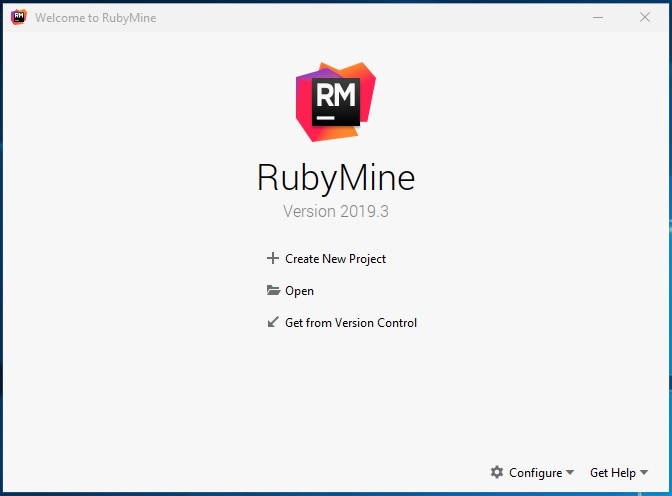 RM Welcome to RubyMine
RM
RubyMine
Version 2019.3
Create New Project
Open
Get from Version Control
Configure Get Help